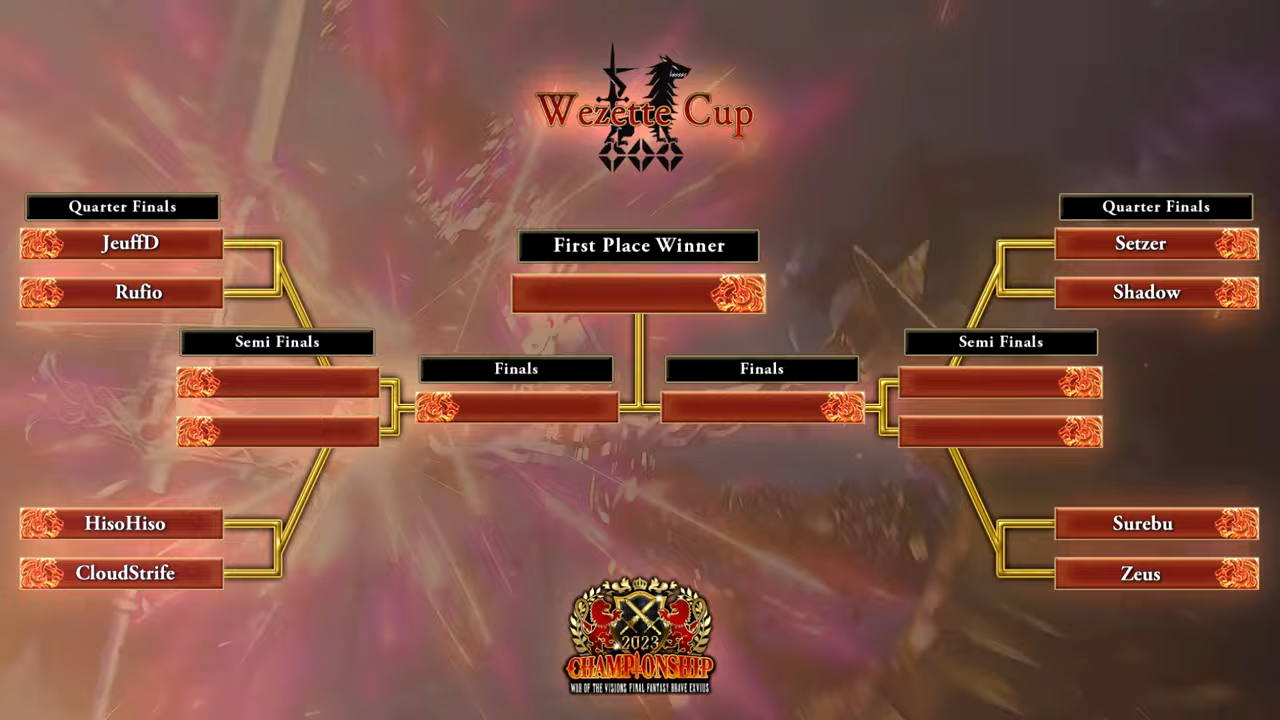 Wezette Cup
Quarter Finals
JeuffD
Rufio
Semi Finals
HisoHiso
CloudStrife
First Place Winner
Finals
Finals
Quarter Finals
Setzer
Shadow
Semi Finals
Surebu
Zeus
2023
CHAMPIONSHIP
WAR OF THE VISIONS FINAL FANTASY BRAVE EXVIUS